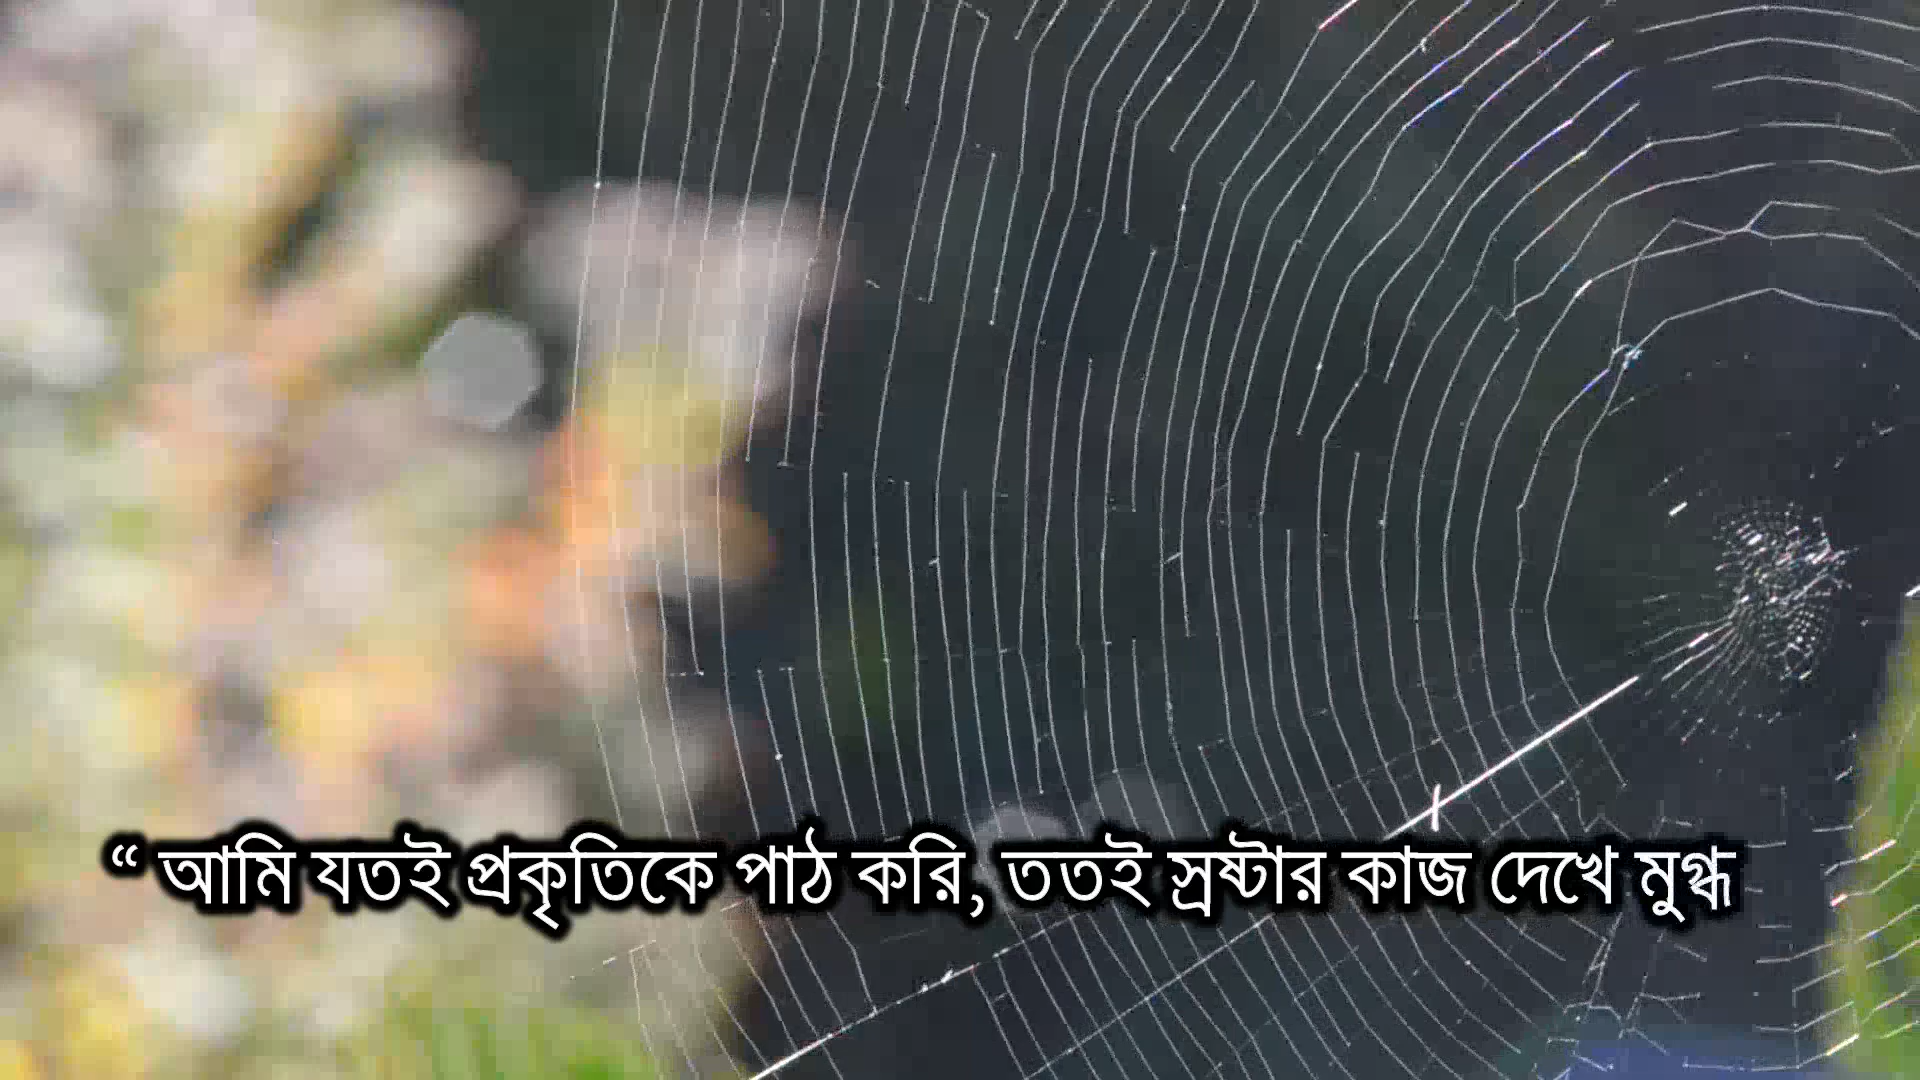 “ আমি যতই প্রকৃতিকে পাঠ করি, ততই স্রষ্টার কাজ দেখে মুগ্ধ